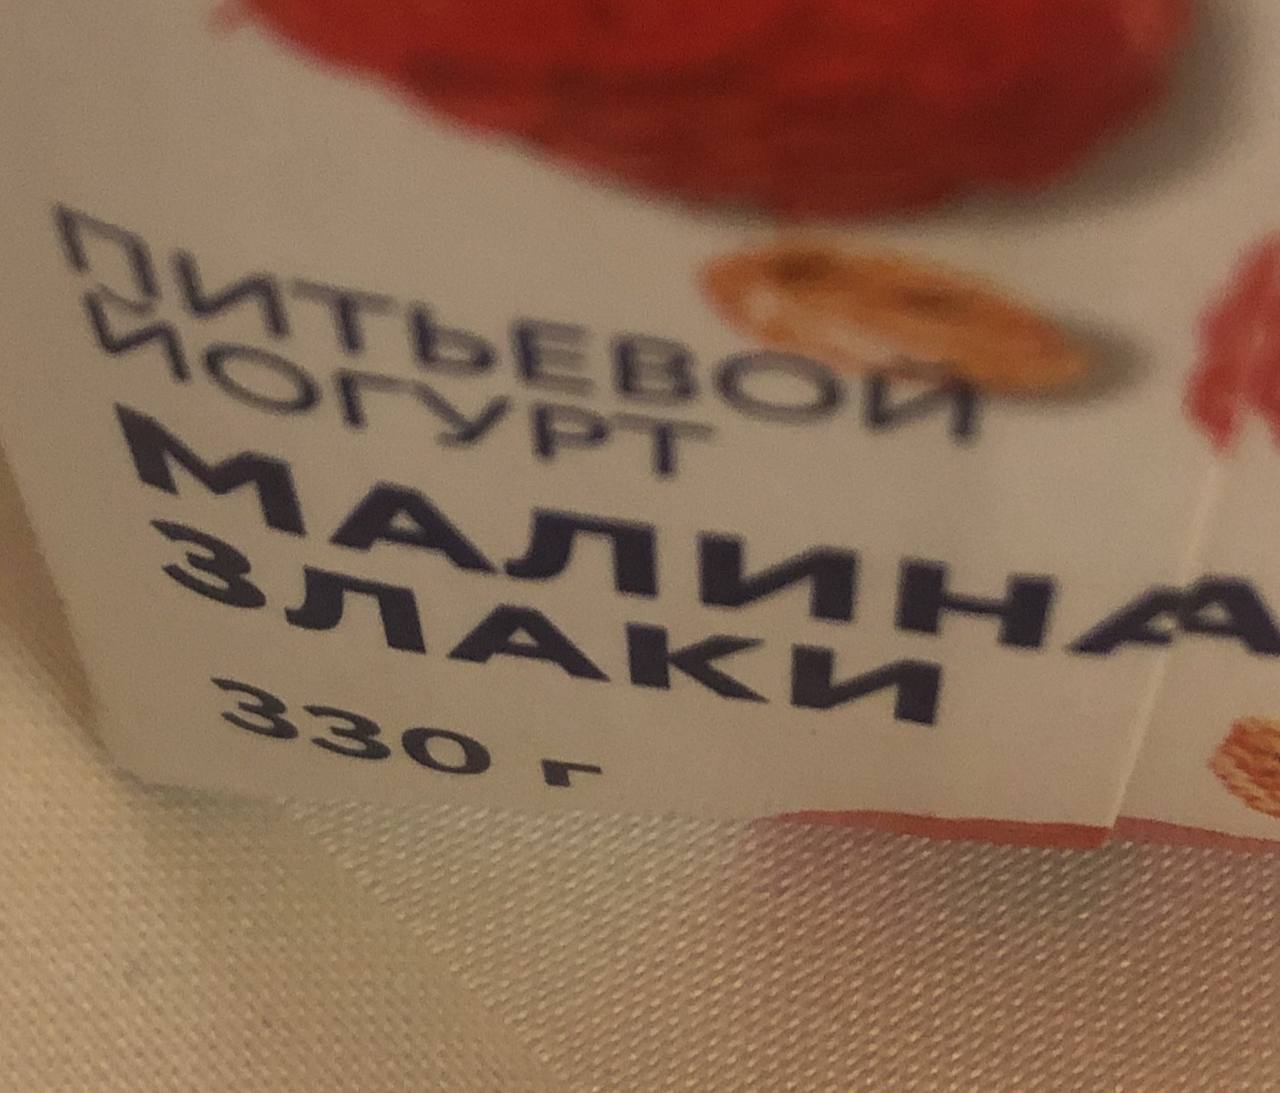 ПИТЬЕВОЙ
ЙОГУРТ
МАЛИНА
ЗЛАКИ
330 г